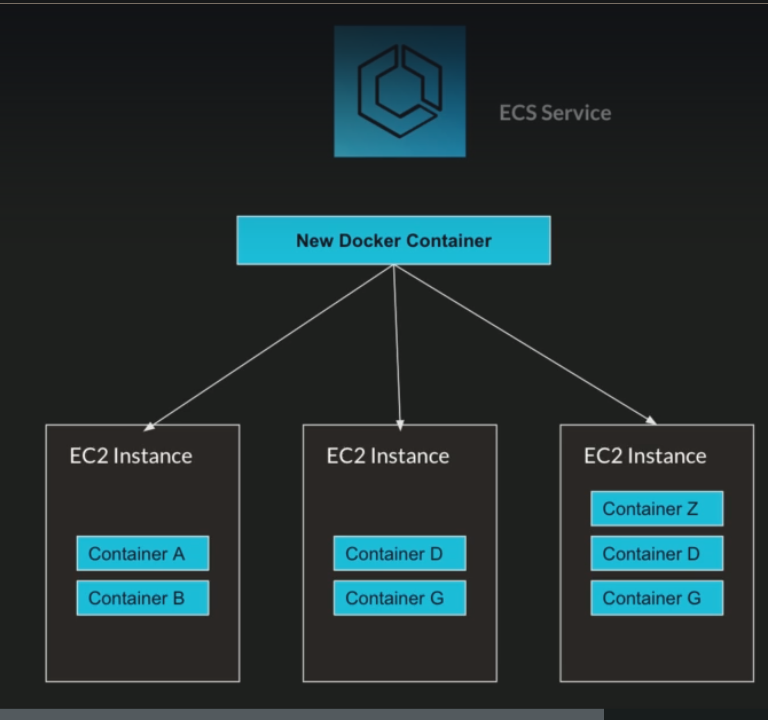 ECS Service
New Docker Container
EC2 Instance
Container A
Container B
EC2 Instance
Container D
Container G
EC2 Instance
Container Z
Container D
Container G